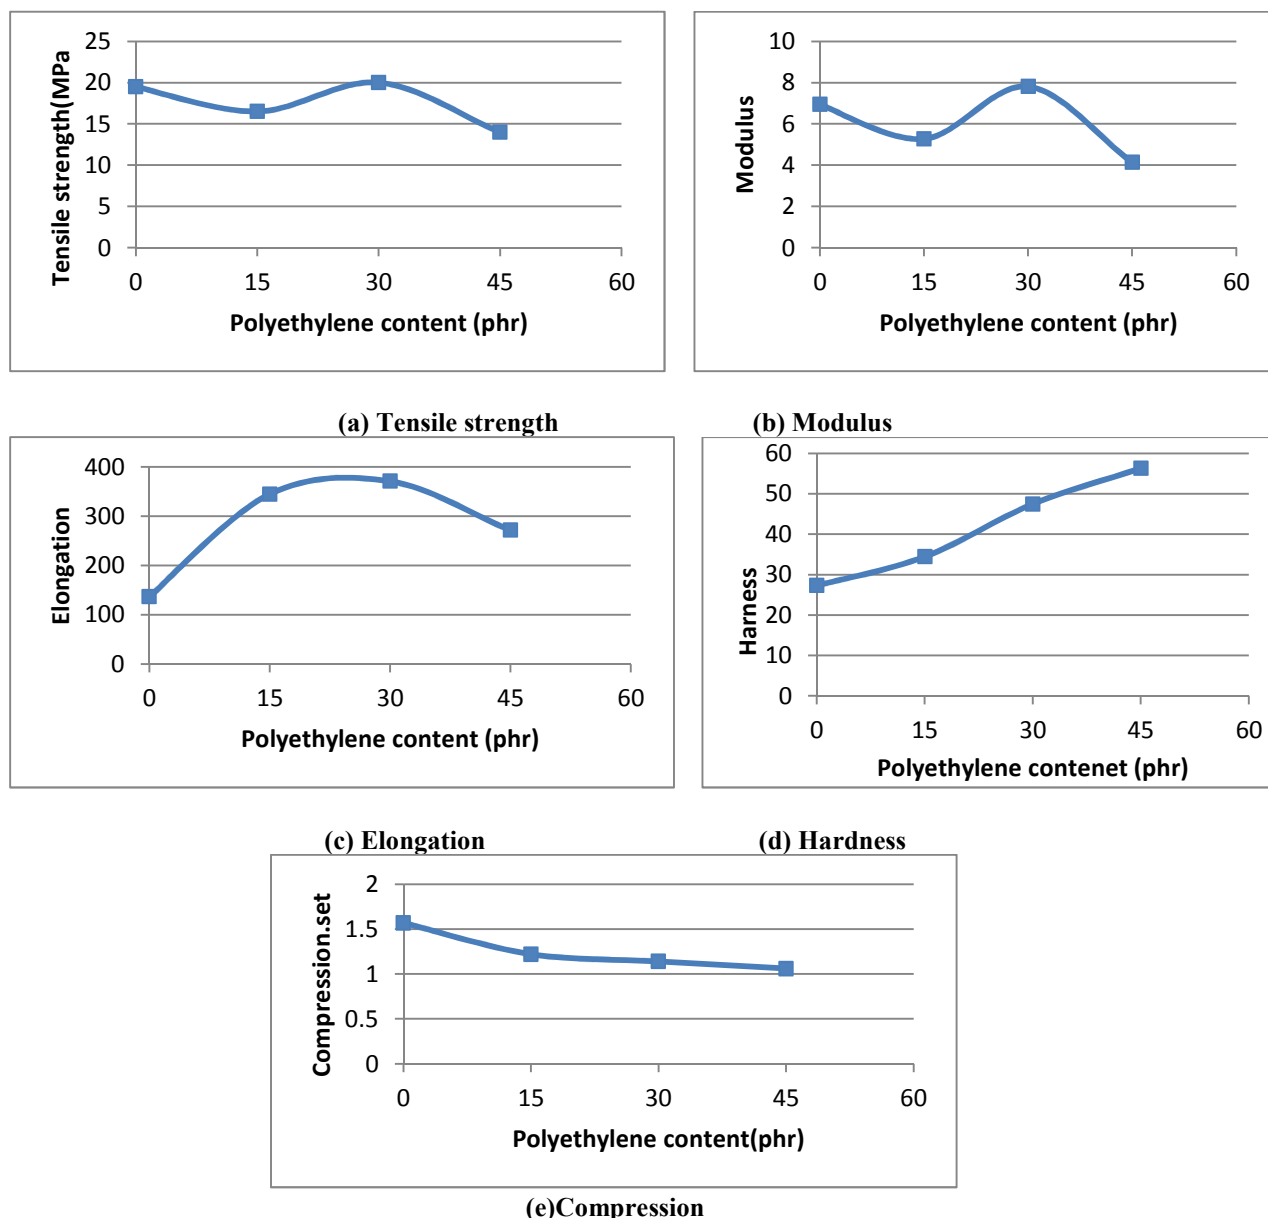 25
20
15
10
5
0
Tensile strength(MPa
0 15 30 45 60
Polyethylene content (phr)
10
8
6
4
2
0
Modulus
0 15 30 45 60
Polyethylene content (phr)
(a) Tensile strength (b) Modulus
400
300
200
100
0
Elongation
0 15 30 45 60
Polyethylene content (phr)
60
50
40
30
20
10
0
Harness
0 15 30 45 60
Polyethylene contenet (phr)
(c) Elongation (d) Hardness
2
1.5
1
0.5
0
Compression.set
0 15 30 45 60
Polyethylene content(phr)
(e)Compression